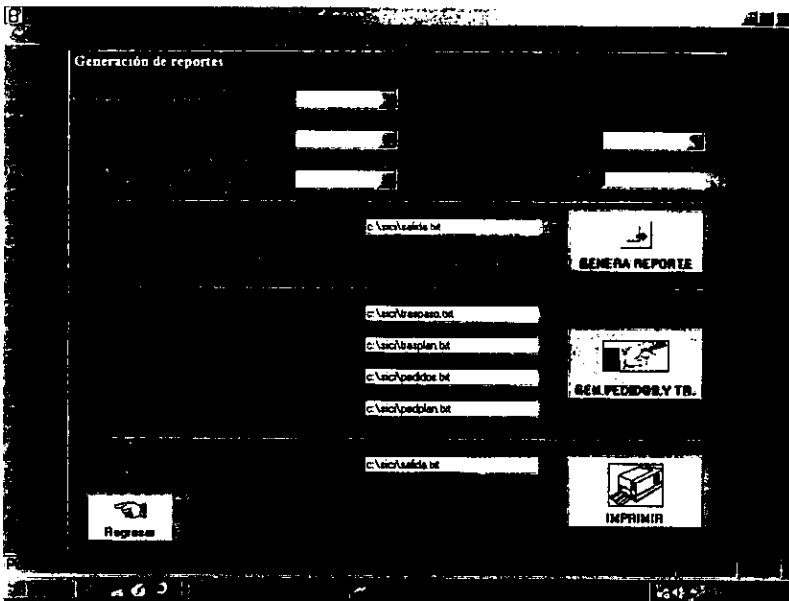 Generación de reportes
c:\sici\salida.txt
GENERA REPORTE
c:\sici\traspaso.txt
c:\sici\trasplan.txt
c:\sici\pedidos.txt
GEN.PEDIDOS Y TR.
c:\sici\pedplan.txt
c:\sici\salida.txt
IMPRIMIR
Regresar